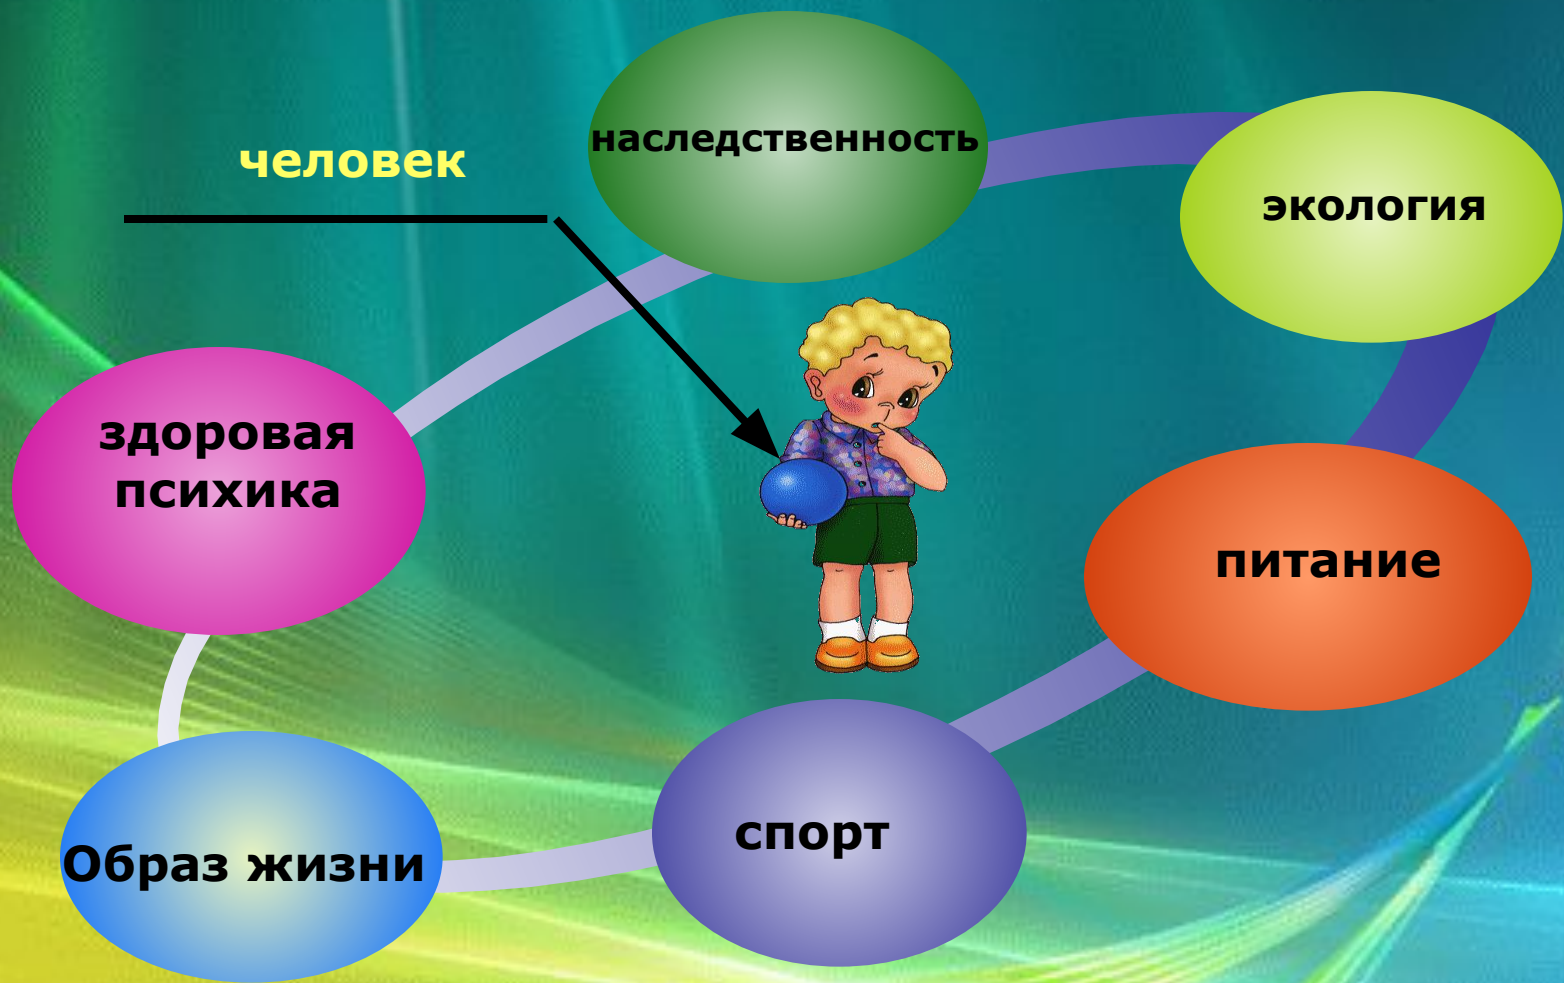 человек
наследственность
экология
здоровая
психика
питание
спорт
Образ жизни